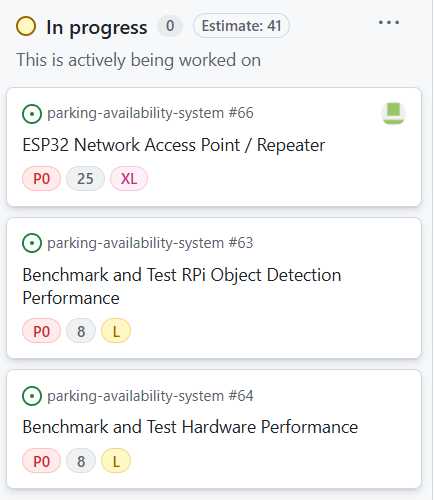 In progress 0 Estimate: 41 ...
This is actively being worked on
parking-availability-system #66
ESP32 Network Access Point / Repeater
P0 25 XL
parking-availability-system #63
Benchmark and Test RPi Object Detection
Performance
P0 8 L
parking-availability-system #64
Benchmark and Test Hardware Performance
P0 8 L